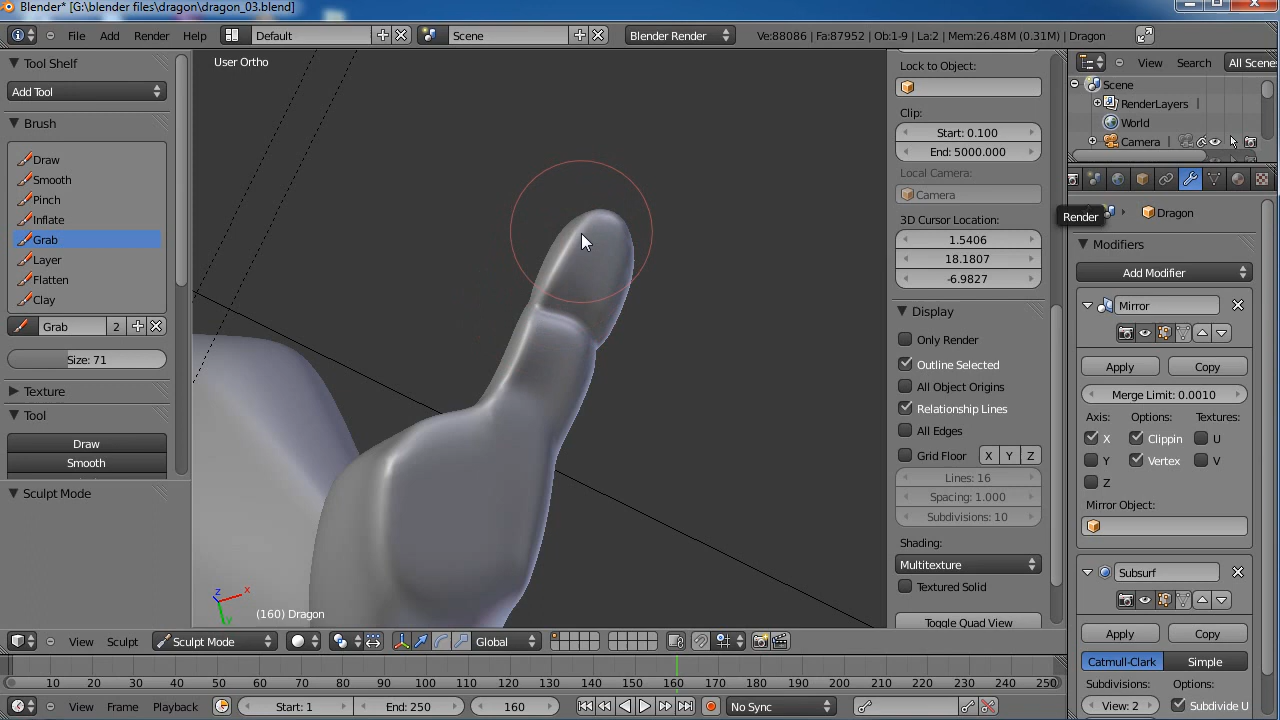 Blender* [G:\blender files\dragon\dragon_03.blend]
File Add Render Help Default Scene Blender Render Ve:88086 | Fa:87952 | Ob:1-9 | La:2 | Mem:26.48M (0.31M) | Dragon
Tool Shelf
Add Tool
Brush
Draw
Smooth
Pinch
Inflate
Grab
Layer
Flatten
Clay
Grab 2
Size: 71
Texture
Tool
Draw
Smooth
Sculpt Mode
User Ortho
z x
y
(160) Dragon
Lock to Object:
Clip:
Start: 0.100
End: 5000.000
Local Camera:
Camera
3D Cursor Location:
1.5406
18.1807
-6.9827
Display
Only Render
Outline Selected
All Object Origins
Relationship Lines
All Edges
Grid Floor X Y Z
Lines: 16
Spacing: 1.000
Subdivisions: 10
Shading:
Multitexture
Textured Solid
Toggle Quad View
View Search All Scene
Scene
RenderLayers
World
Camera
Render
Dragon
Modifiers
Add Modifier
Mirror
Apply Copy
Merge Limit: 0.0010
Axis: Options: Textures:
X Clippin U
Y Vertex V
Z
Mirror Object:
Subsurf
Apply Copy
Catmull-Clark Simple
Subdivisions: Options:
View: 2 Subdivide U
View Sculpt Sculpt Mode Global
0 10 20 30 40 50 60 70 80 90 100 110 120 130 140 150 160 170 180 190 200 210 220 230 240 250
View Frame Playback Start: 1 End: 250 160 No Sync